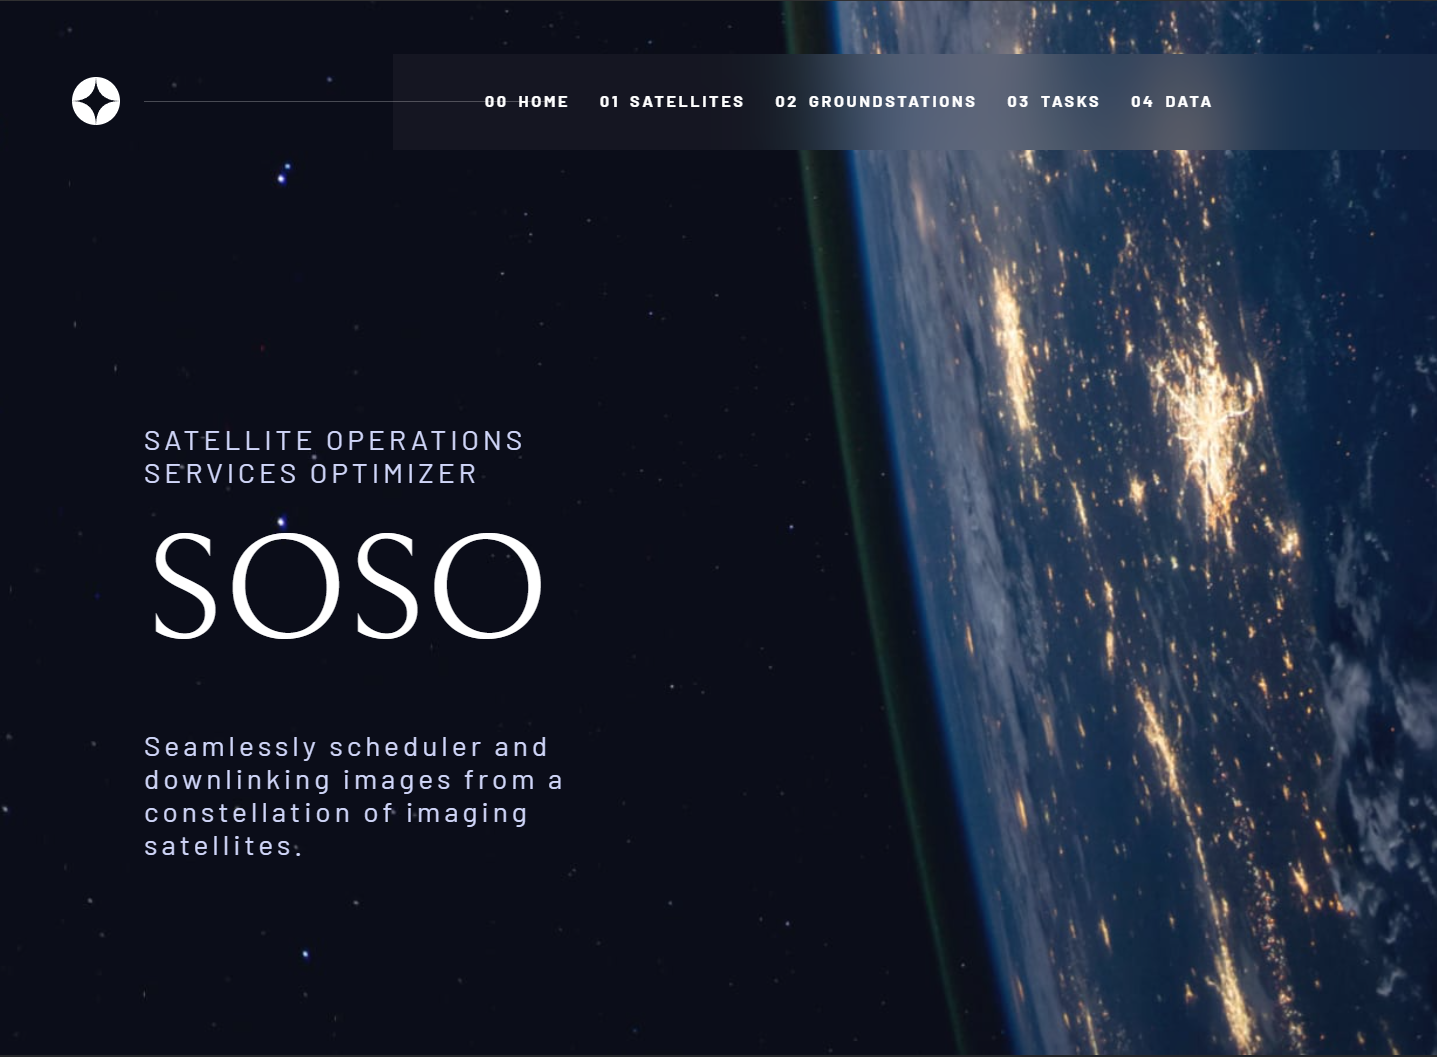 00 HOME 01 SATELLITES 02 GROUNDSTATIONS 03 TASKS 04 DATA
SATELLITE OPERATIONS
SERVICES OPTIMIZER
SOSO
Seamlessly scheduler and
downlinking images from a
constellation of imaging
satellites.